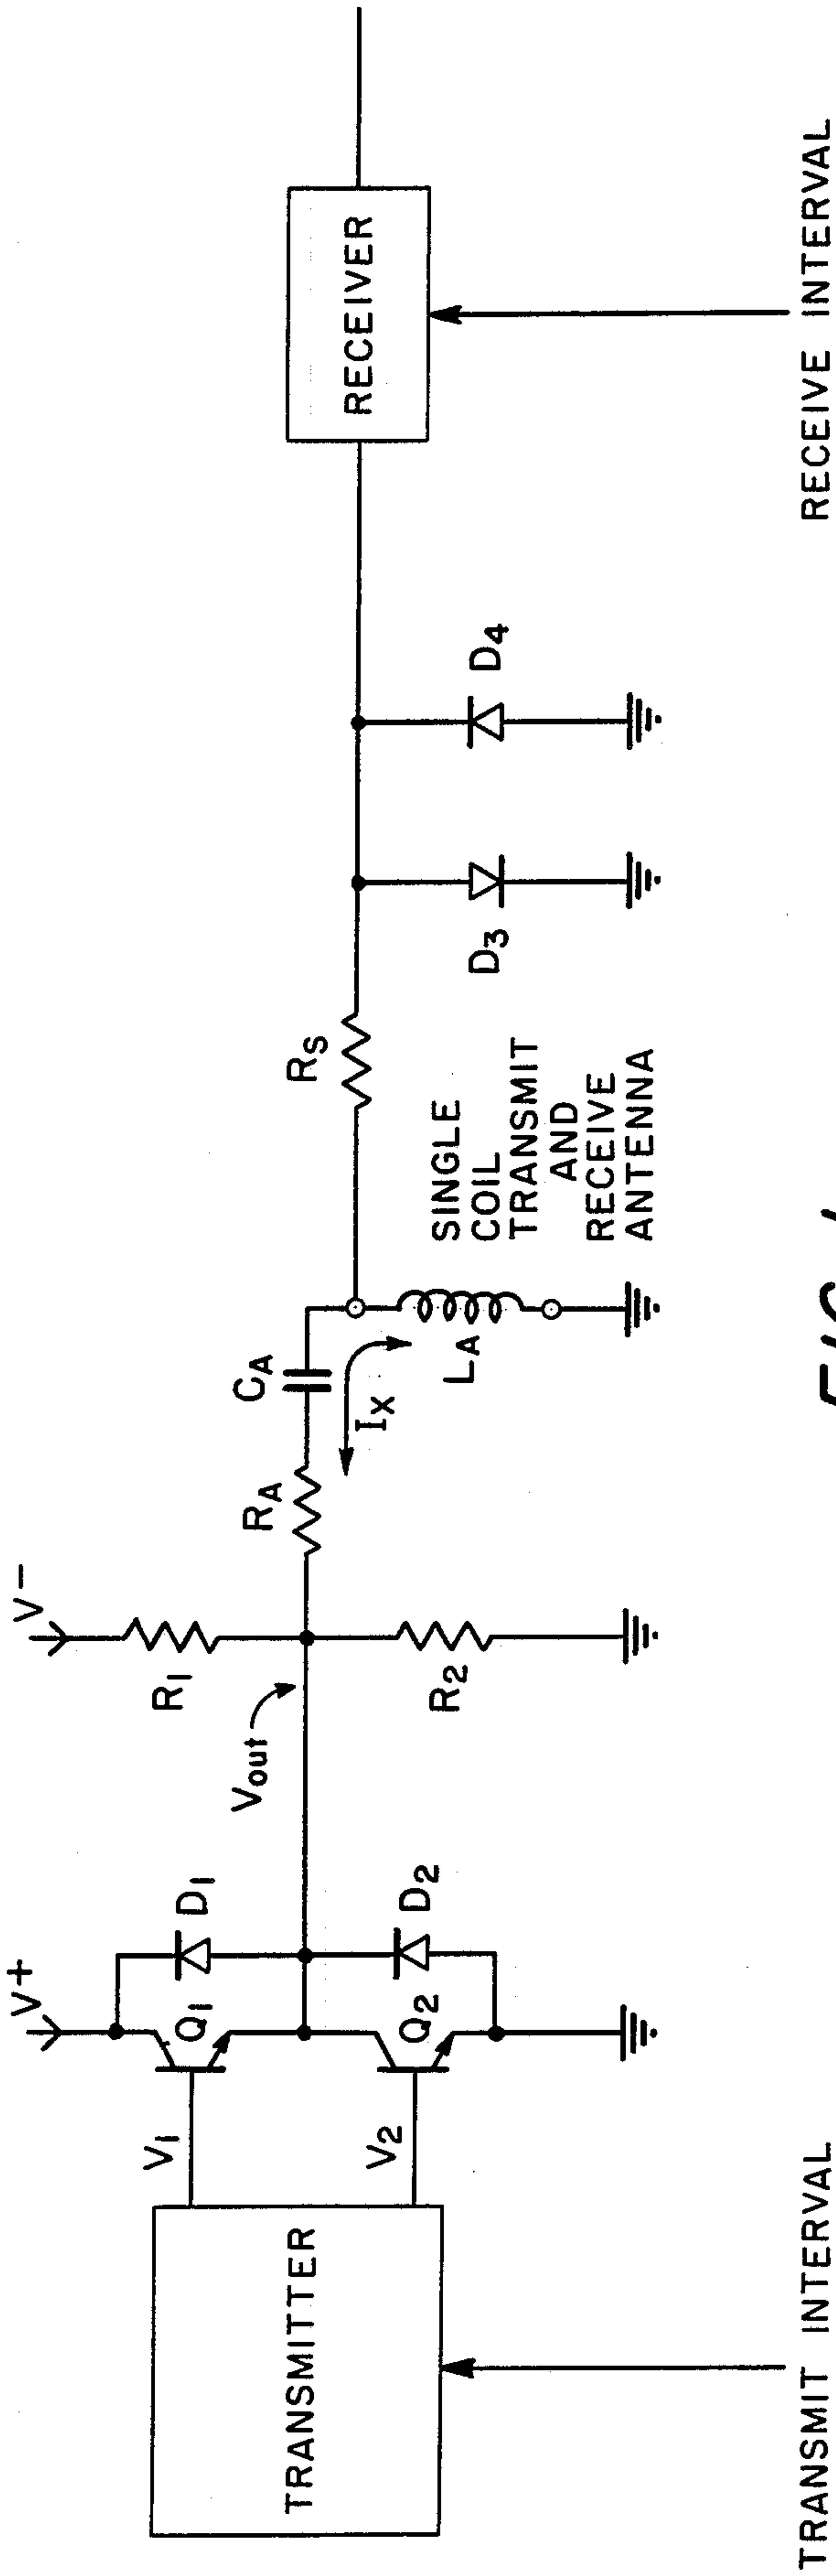 TRANSMITTER
TRANSMIT INTERVAL
V1
V2
V+
Q1
D1
Q2
D2
Vout
V-
R1
R2
RA
CA
IX
LA
SINGLE
COIL
TRANSMIT
AND
RECEIVE
ANTENNA
RS
D3
D4
RECEIVER
RECEIVE INTERVAL